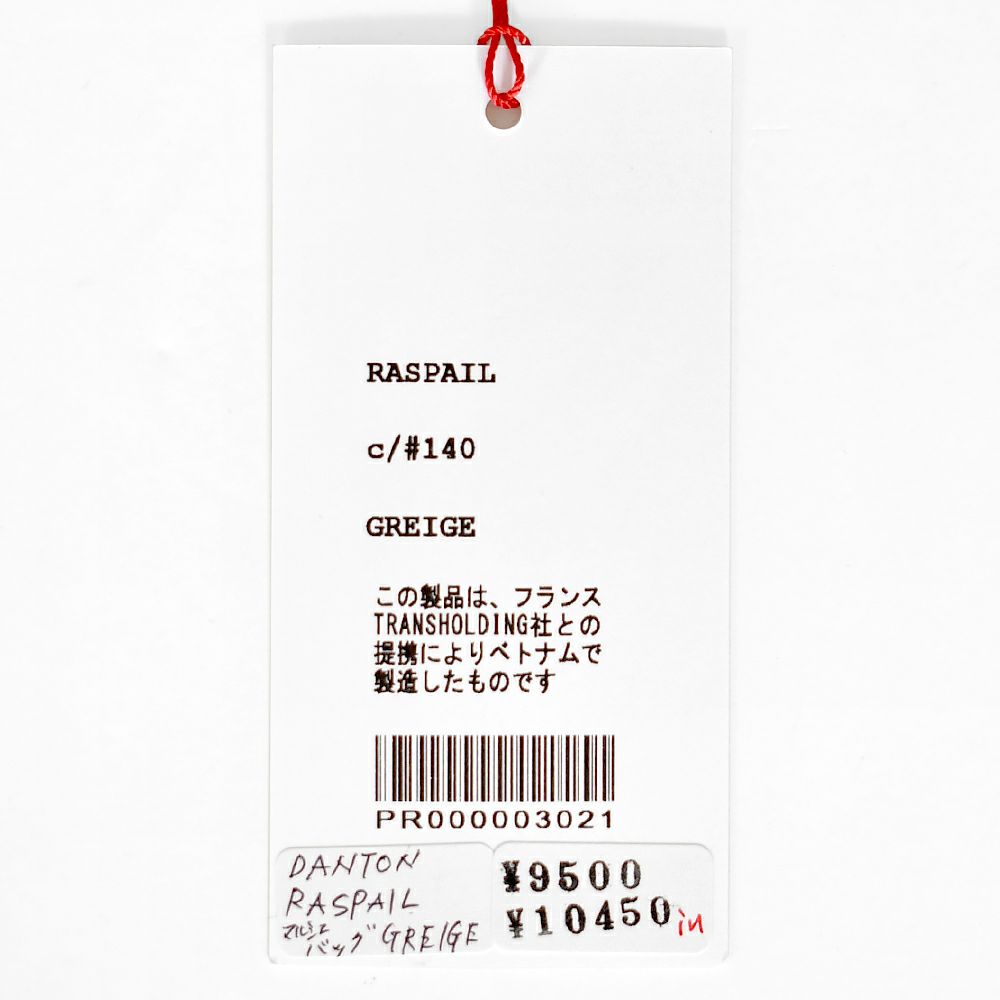 RASPAIL
c/#140
GREIGE
この製品は、フランス
TRANSHOLDING社との
提携によりベトナムで
製造したものです
PR000003021
DANTON
RASPAIL
マルシェ
バッグ GREIGE
¥9500
¥10450 in